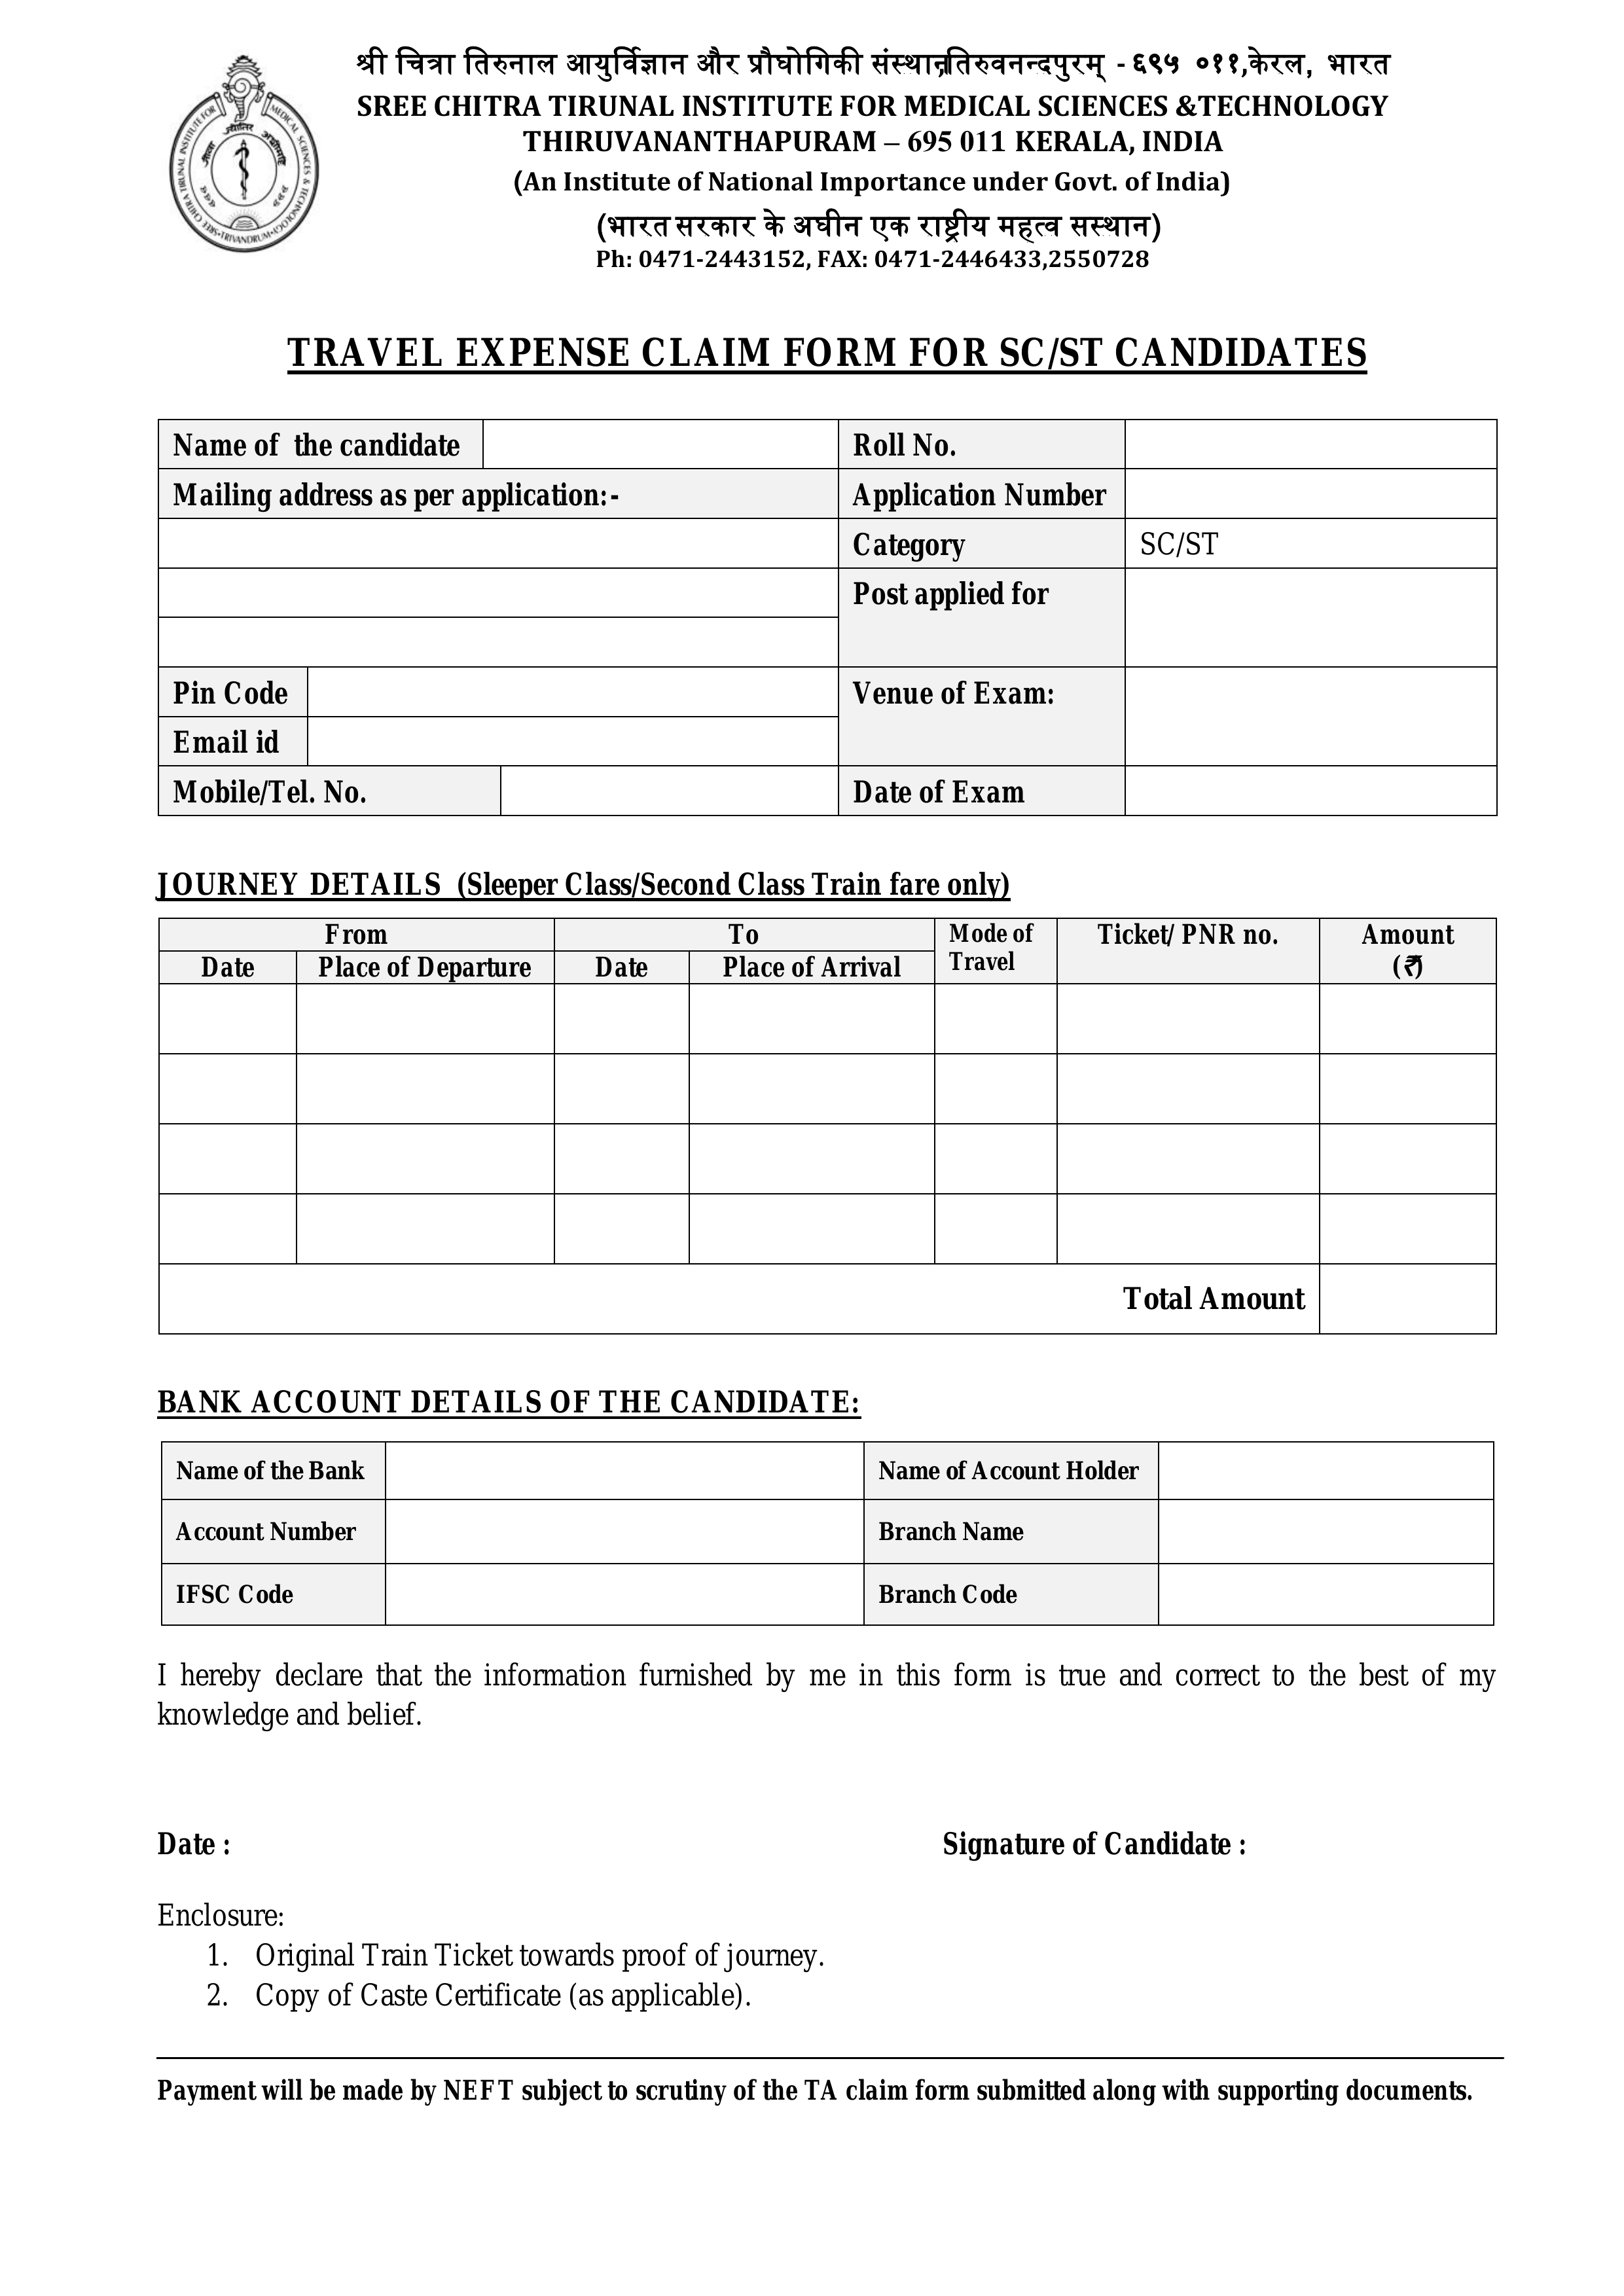 श्री चित्रा तिरुनाल आयुर्विज्ञान और प्रौघोगिकी संस्थान,तिरुवनन्दपुरम् - ६९५ ०११,केरल, भारत
SREE CHITRA TIRUNAL INSTITUTE FOR MEDICAL SCIENCES &TECHNOLOGY
THIRUVANANTHAPURAM – 695 011 KERALA, INDIA
(An Institute of National Importance under Govt. of India)
(भारत सरकार के अघीन एक राष्ट्रीय महत्व सस्थान)
Ph: 0471-2443152, FAX: 0471-2446433,2550728
SREE CHITRA TIRUNAL INSTITUTE FOR MEDICAL SCIENCES & TECHNOLOGY
TRIVANDRUM
TRAVEL EXPENSE CLAIM FORM FOR SC/ST CANDIDATES
Name of the candidate Roll No.
Mailing address as per application:- Application Number
Category SC/ST
Post applied for
Pin Code Venue of Exam:
Email id
Mobile/Tel. No. Date of Exam
JOURNEY DETAILS (Sleeper Class/Second Class Train fare only)
From To Mode of Travel Ticket/ PNR no. Amount (₹)
Date Place of Departure Date Place of Arrival
Total Amount
BANK ACCOUNT DETAILS OF THE CANDIDATE:
Name of the Bank Name of Account Holder
Account Number Branch Name
IFSC Code Branch Code
I hereby declare that the information furnished by me in this form is true and correct to the best of my
knowledge and belief.
Date : Signature of Candidate :
Enclosure:
1. Original Train Ticket towards proof of journey.
2. Copy of Caste Certificate (as applicable).
Payment will be made by NEFT subject to scrutiny of the TA claim form submitted along with supporting documents.